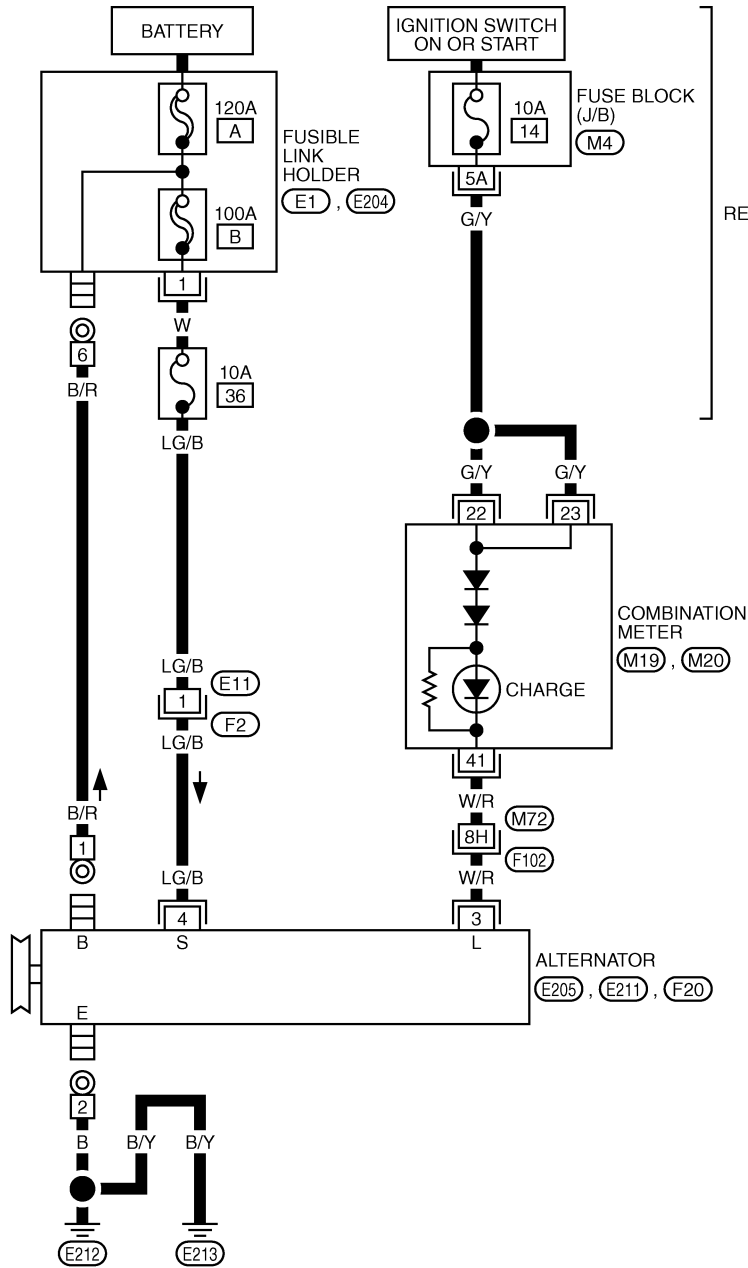 BATTERY
IGNITION SWITCH
ON OR START
120A
A
100A
B
FUSIBLE
LINK
HOLDER
E1 , E204
10A
14
FUSE BLOCK
(J/B)
M4
5A
G/Y
RE
1
W
6
B/R
10A
36
LG/B
G/Y
G/Y
22
23
COMBINATION
METER
M19 , M20
CHARGE
LG/B
E11
1
F2
LG/B
41
W/R
M72
8H
F102
W/R
B/R
1
LG/B
4
3
B
S
L
ALTERNATOR
E205 , E211 , F20
E
2
B
B/Y
B/Y
E212
E213